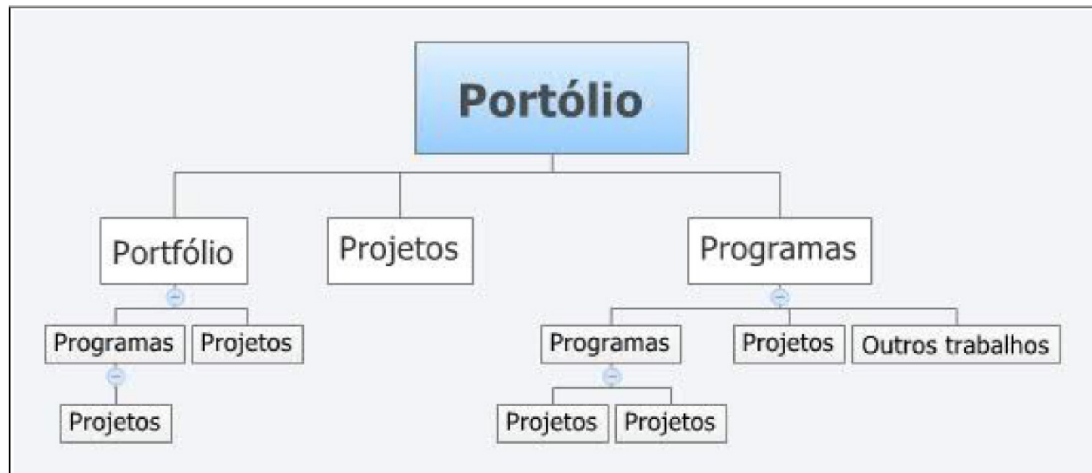 Portólio
Portfólio
Projetos
Programas
Programas
Projetos
Programas
Projetos
Outros trabalhos
Projetos
Projetos
Projetos